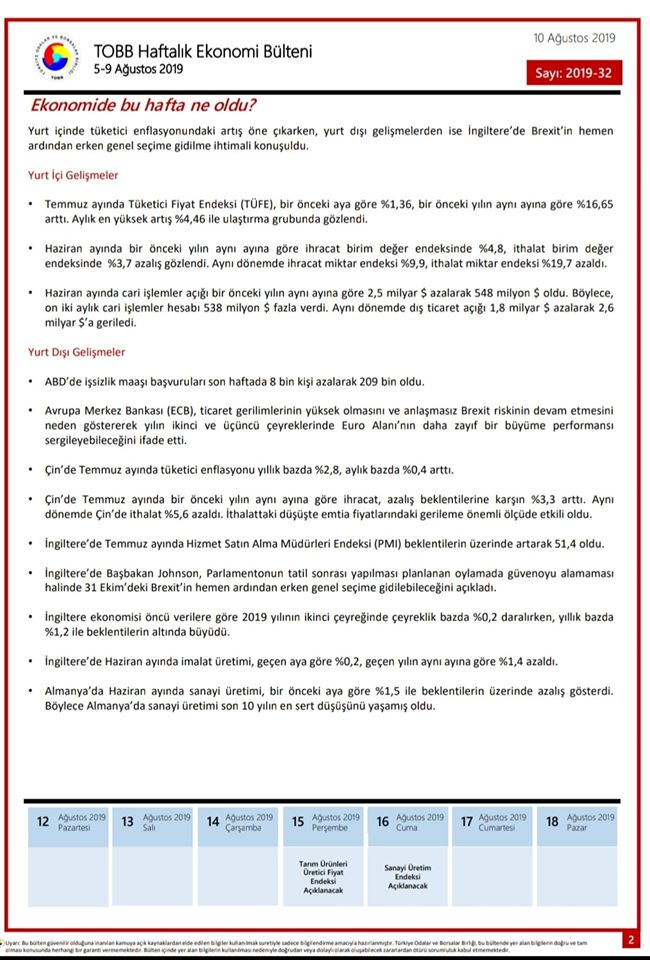 TÜRKİYE ODALAR VE BORSALAR BİRLİĞİ
TOBB
TOBB Haftalık Ekonomi Bülteni
5-9 Ağustos 2019
10 Ağustos 2019
Sayı: 2019-32
Ekonomide bu hafta ne oldu?
Yurt içinde tüketici enflasyonundaki artış öne çıkarken, yurt dışı gelişmelerden ise İngiltere'de Brexit'in hemen
ardından erken genel seçime gidilme ihtimali konuşuldu.
Yurt İçi Gelişmeler
• Temmuz ayında Tüketici Fiyat Endeksi (TÜFE), bir önceki aya göre %1,36, bir önceki yılın aynı ayına göre %16,65
arttı. Aylık en yüksek artış %4,46 ile ulaştırma grubunda gözlendi.
• Haziran ayında bir önceki yılın aynı ayına göre ihracat birim değer endeksinde %4,8, ithalat birim değer
endeksinde %3,7 azalış gözlendi. Aynı dönemde ihracat miktar endeksi %9,9, ithalat miktar endeksi %19,7 azaldı.
• Haziran ayında cari işlemler açığı bir önceki yılın aynı ayına göre 2,5 milyar $ azalarak 548 milyon $ oldu. Böylece,
on iki aylık cari işlemler hesabı 538 milyon $ fazla verdi. Aynı dönemde dış ticaret açığı 1,8 milyar $ azalarak 2,6
milyar $'a geriledi.
Yurt Dışı Gelişmeler
• ABD'de işsizlik maaşı başvuruları son haftada 8 bin kişi azalarak 209 bin oldu.
• Avrupa Merkez Bankası (ECB), ticaret gerilimlerinin yüksek olmasını ve anlaşmasız Brexit riskinin devam etmesini
neden göstererek yılın ikinci ve üçüncü çeyreklerinde Euro Alanı'nın daha zayıf bir büyüme performansı
sergileyebileceğini ifade etti.
• Çin'de Temmuz ayında tüketici enflasyonu yıllık bazda %2,8, aylık bazda %0,4 arttı.
• Çin'de Temmuz ayında bir önceki yılın aynı ayına göre ihracat, azalış beklentilerine karşın %3,3 arttı. Aynı
dönemde Çin'de ithalat %5,6 azaldı. İthalattaki düşüşte emtia fiyatlarındaki gerileme önemli ölçüde etkili oldu.
• İngiltere'de Temmuz ayında Hizmet Satın Alma Müdürleri Endeksi (PMI) beklentilerin üzerinde artarak 51,4 oldu.
• İngiltere'de Başbakan Johnson, Parlamentonun tatil sonrası yapılması planlanan oylamada güvenoyu alamaması
halinde 31 Ekim'deki Brexit'in hemen ardından erken genel seçime gidilebileceğini açıkladı.
• İngiltere ekonomisi öncü verilere göre 2019 yılının ikinci çeyreğinde çeyreklik bazda %0,2 daralırken, yıllık bazda
%1,2 ile beklentilerin altında büyüdü.
• İngiltere'de Haziran ayında imalat üretimi, geçen aya göre %0,2, geçen yılın aynı ayına göre %1,4 azaldı.
• Almanya'da Haziran ayında sanayi üretimi, bir önceki aya göre %1,5 ile beklentilerin üzerinde azalış gösterdi.
Böylece Almanya'da sanayi üretimi son 10 yılın en sert düşüşünü yaşamış oldu.
12 Ağustos 2019 Pazartesi
13 Ağustos 2019 Salı
14 Ağustos 2019 Çarşamba
15 Ağustos 2019 Perşembe
16 Ağustos 2019 Cuma
17 Ağustos 2019 Cumartesi
18 Ağustos 2019 Pazar
Tarım Ürünleri
Üretici Fiyat
Endeksi
Açıklanacak
Sanayi Üretim
Endeksi
Açıklanacak
Uyarı: Bu bülten güvenilir olduğuna inanılan kamuya açık kaynaklardan elde edilen bilgiler kullanılmak suretiyle sadece bilgilendirme amacıyla hazırlanmıştır. Türkiye Odalar ve Borsalar Birliği, bu bültende yer alan bilgilerin doğru ve tam
olması konusunda herhangi bir garanti vermemektedir. Bülten içinde yer alan bilgilerin kullanılması nedeniyle doğrudan veya dolaylı olarak oluşabilecek zararlardan ötürü sorumluluk kabul etmemektedir.
2